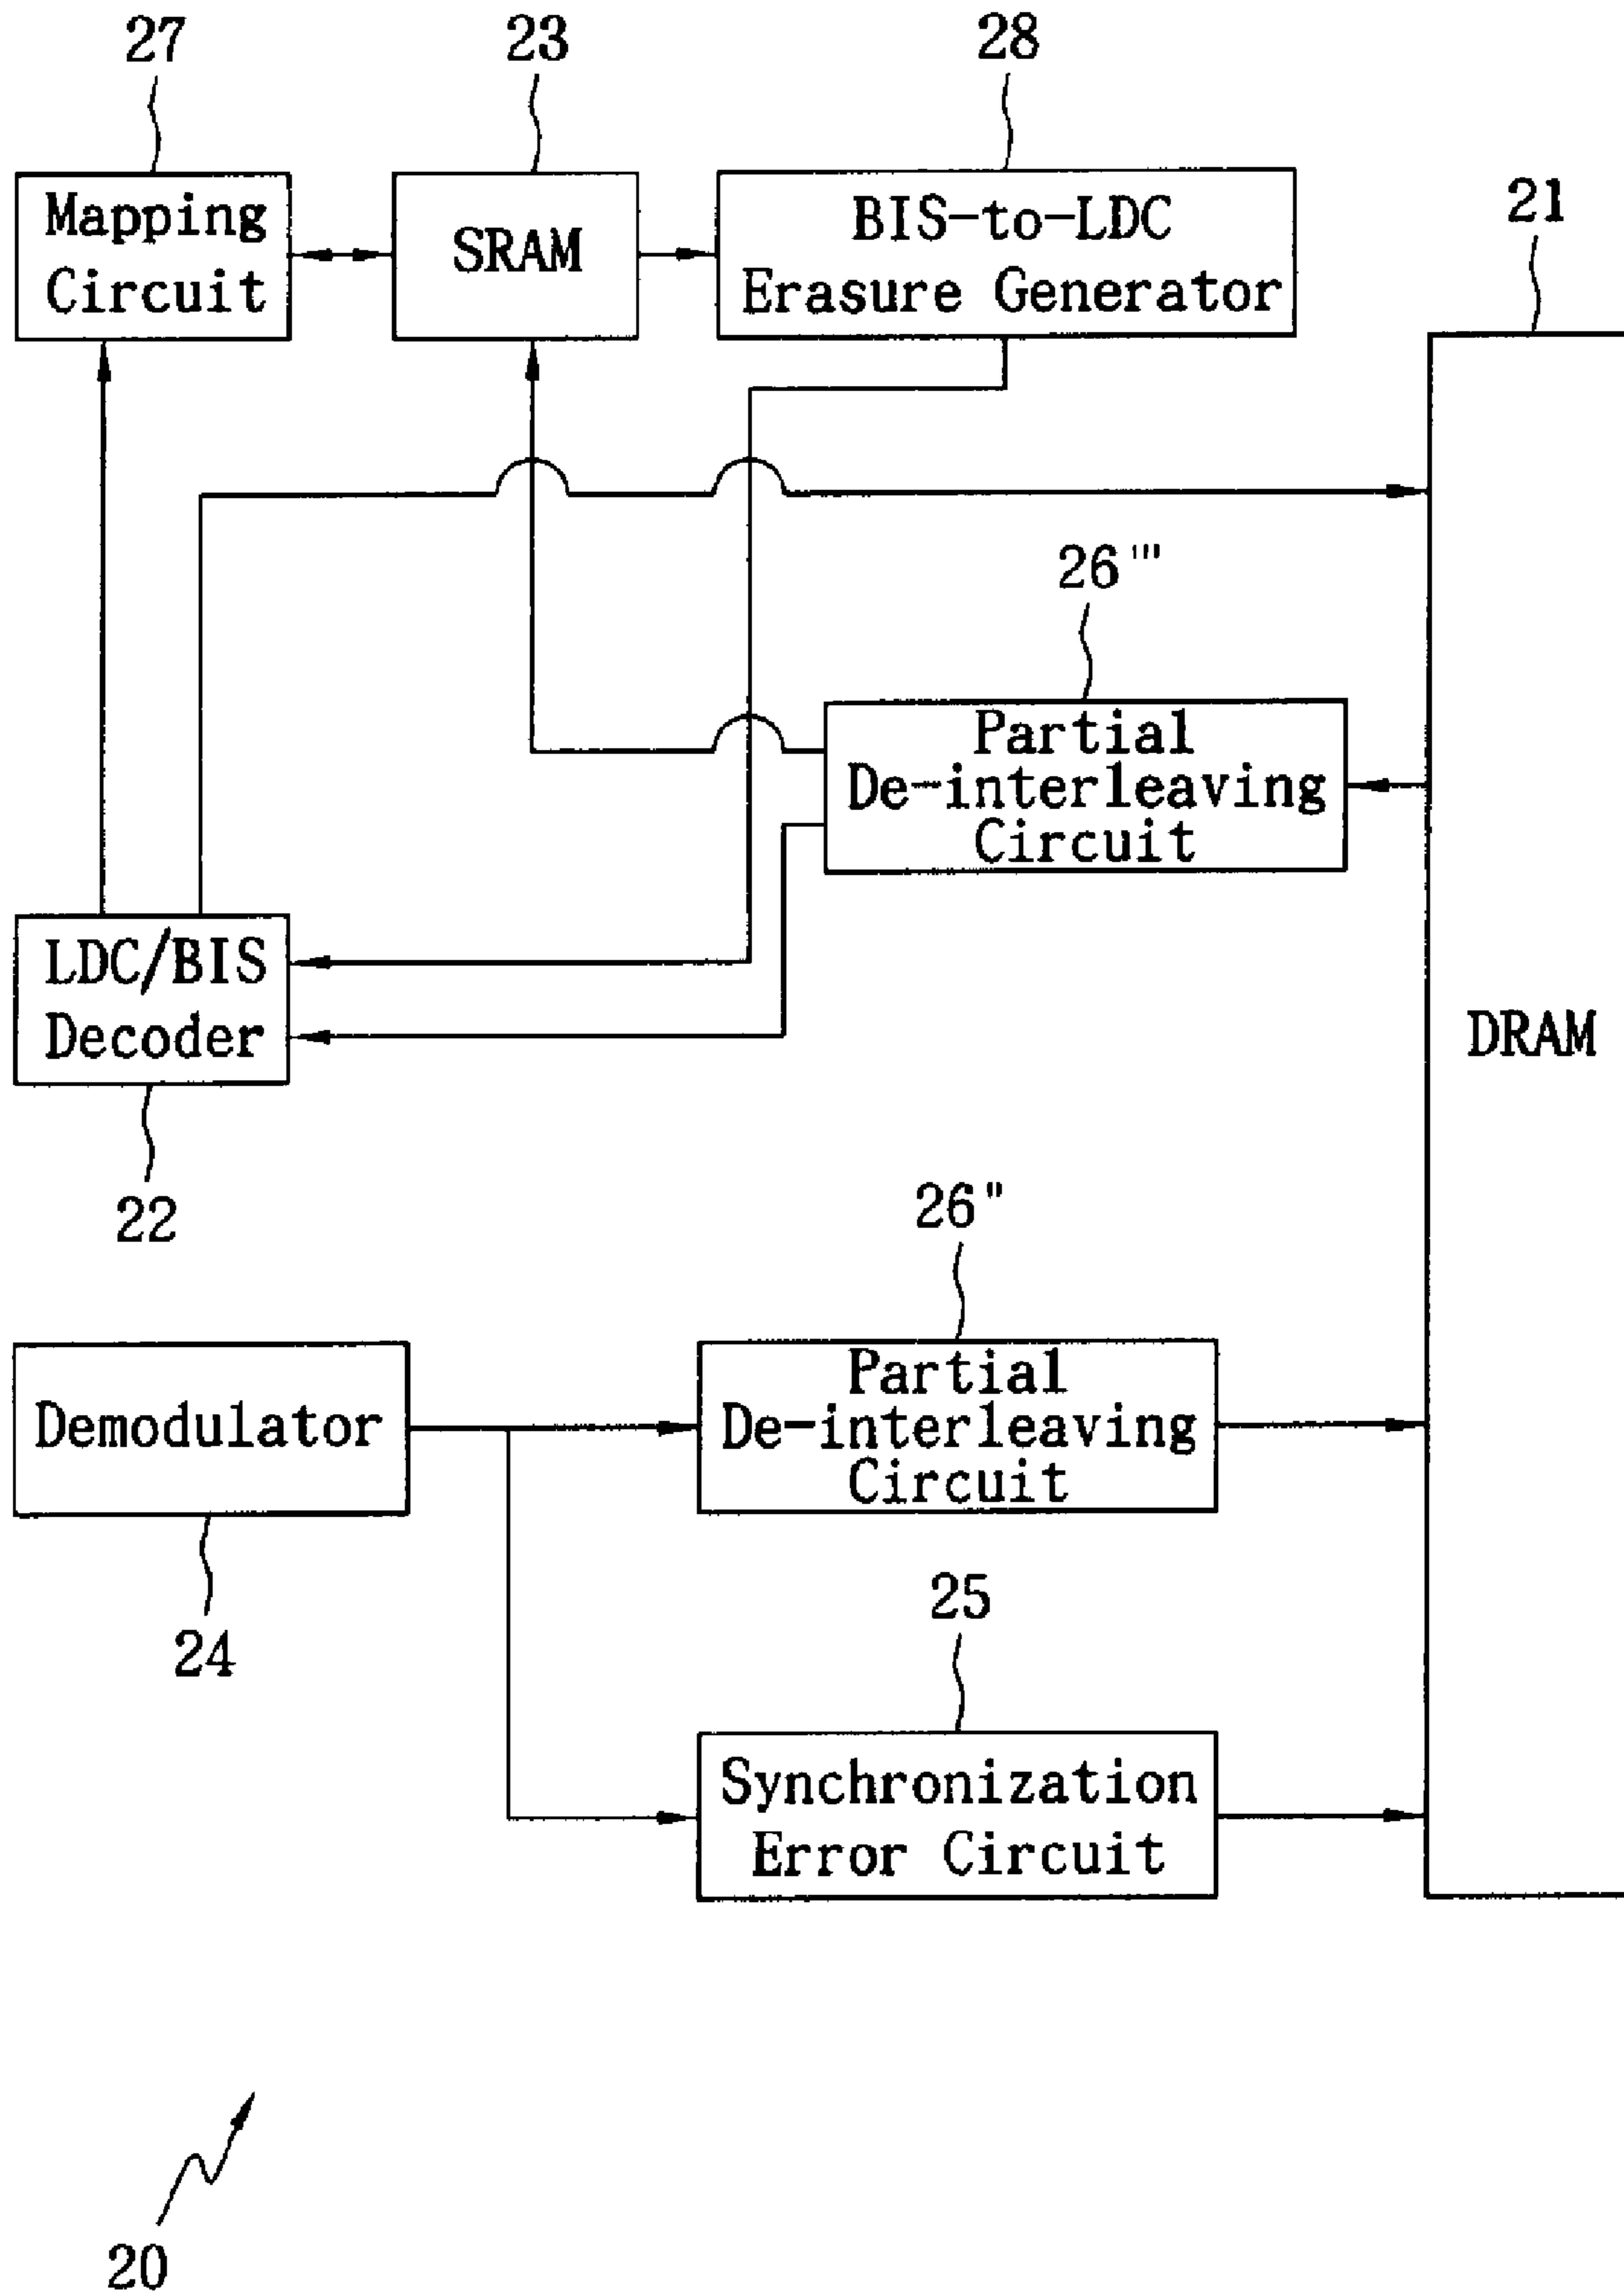 27
23
28
Mapping
Circuit
SRAM
BIS-to-LDC
Erasure Generator
21
26'''
Partial
De-interleaving
Circuit
LDC/BIS
Decoder
DRAM
22
26"
Demodulator
Partial
De-interleaving
Circuit
24
25
Synchronization
Error Circuit
20